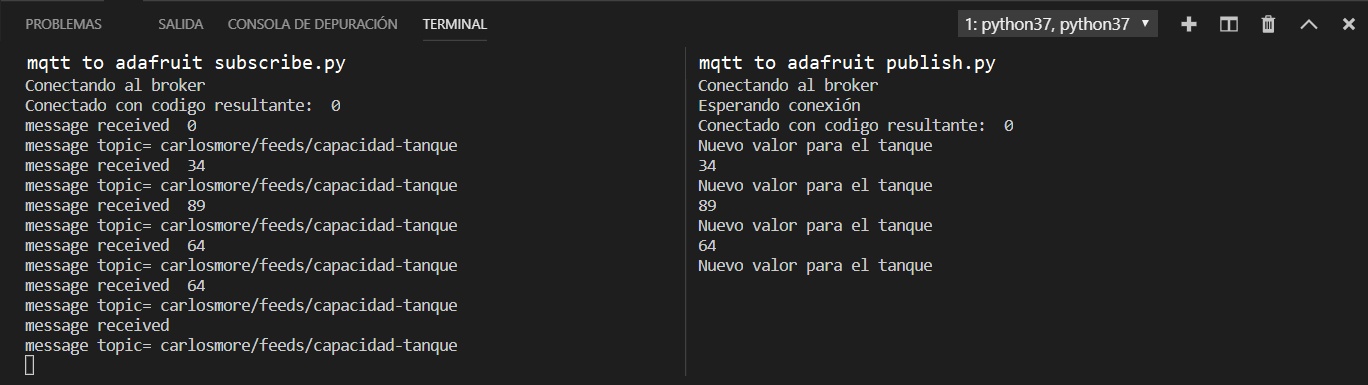 PROBLEMAS SALIDA CONSOLA DE DEPURACIÓN TERMINAL 1: python37, python37
mqtt to adafruit subscribe.py
Conectando al broker
Conectado con codigo resultante:  0
message received  0
message topic= carlosmore/feeds/capacidad-tanque
message received  34
message topic= carlosmore/feeds/capacidad-tanque
message received  89
message topic= carlosmore/feeds/capacidad-tanque
message received  64
message topic= carlosmore/feeds/capacidad-tanque
message received  64
message topic= carlosmore/feeds/capacidad-tanque
message received
message topic= carlosmore/feeds/capacidad-tanque
mqtt to adafruit publish.py
Conectando al broker
Esperando conexión
Conectado con codigo resultante:  0
Nuevo valor para el tanque
34
Nuevo valor para el tanque
89
Nuevo valor para el tanque
64
Nuevo valor para el tanque